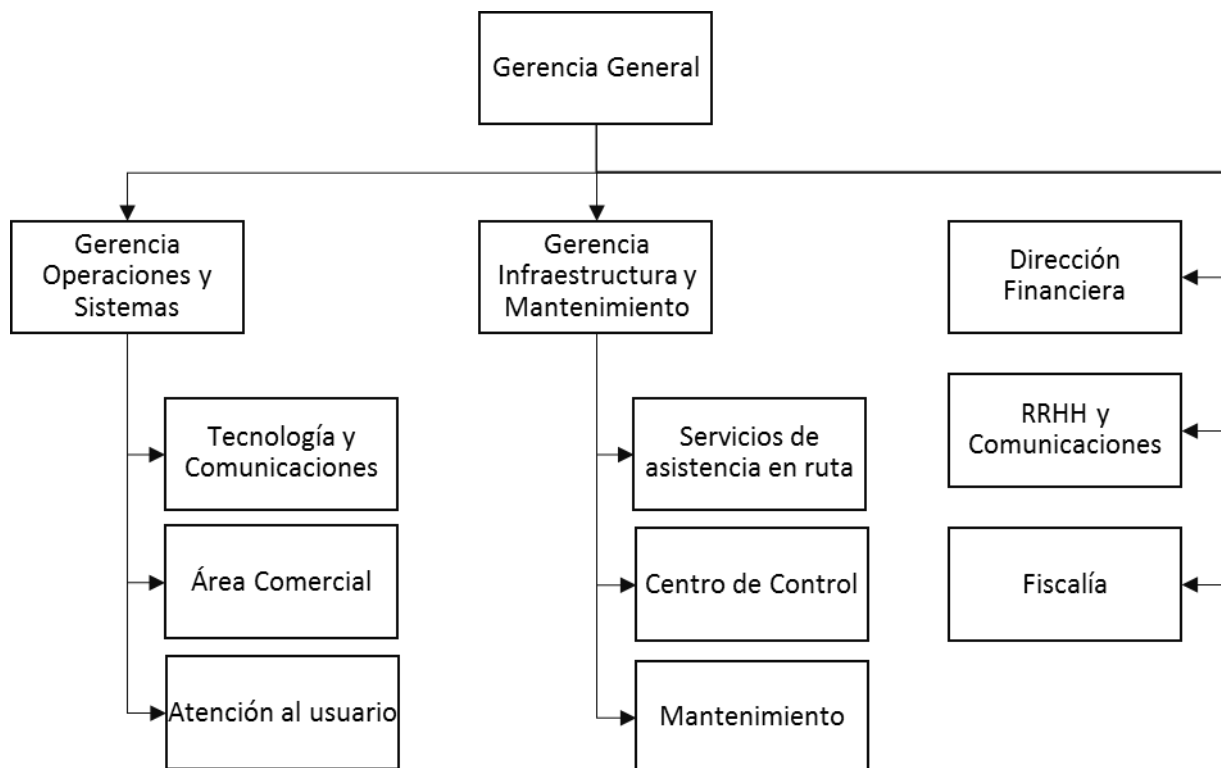 Gerencia General
Gerencia
Operaciones y
Sistemas
Gerencia
Infraestructura y
Mantenimiento
Dirección
Financiera
Tecnología y
Comunicaciones
Servicios de
asistencia en ruta
RRHH y
Comunicaciones
Área Comercial
Centro de Control
Fiscalía
Atención al usuario
Mantenimiento